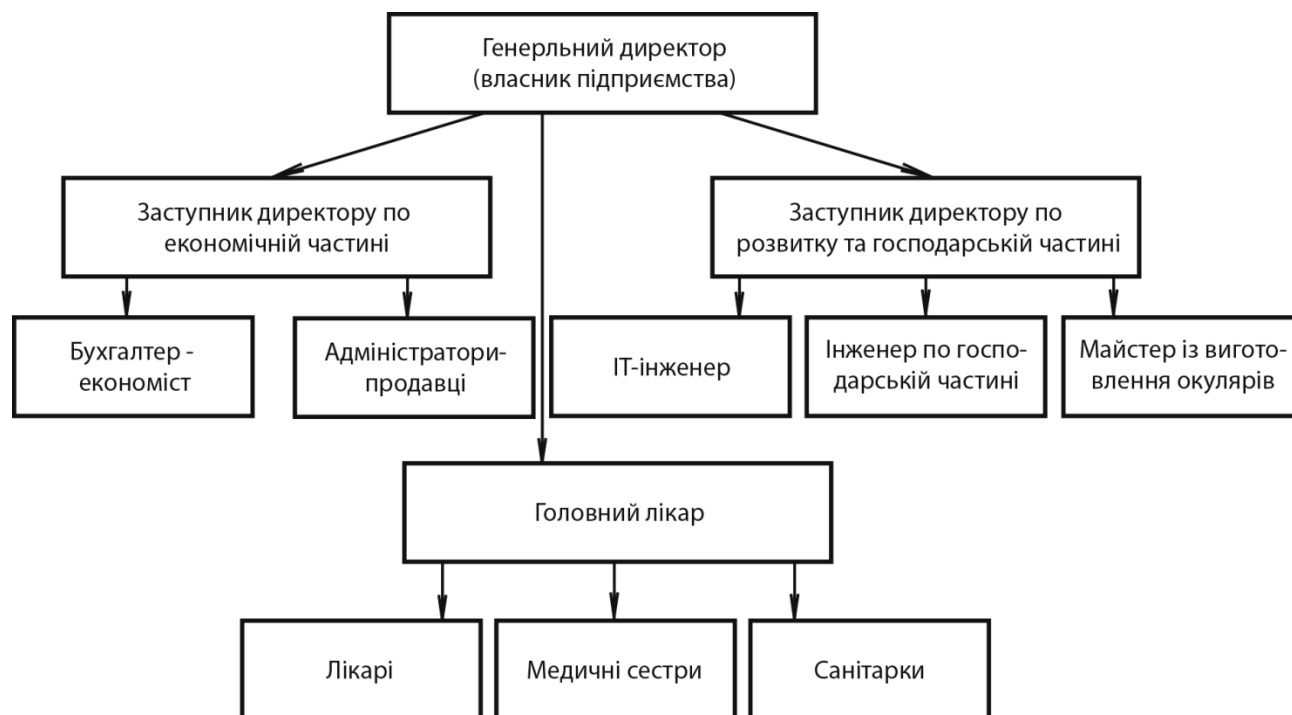 Генерльний директор
(власник підприємства)
Заступник директору по
економічній частині
Заступник директору по
розвитку та господарській частині
Бухгалтер -
економіст
Адміністратори-
продавці
ІТ-інженер
Інженер по госпо-
дарській частині
Майстер із вигото-
влення окулярів
Головний лікар
Лікарі
Медичні сестри
Санітарки